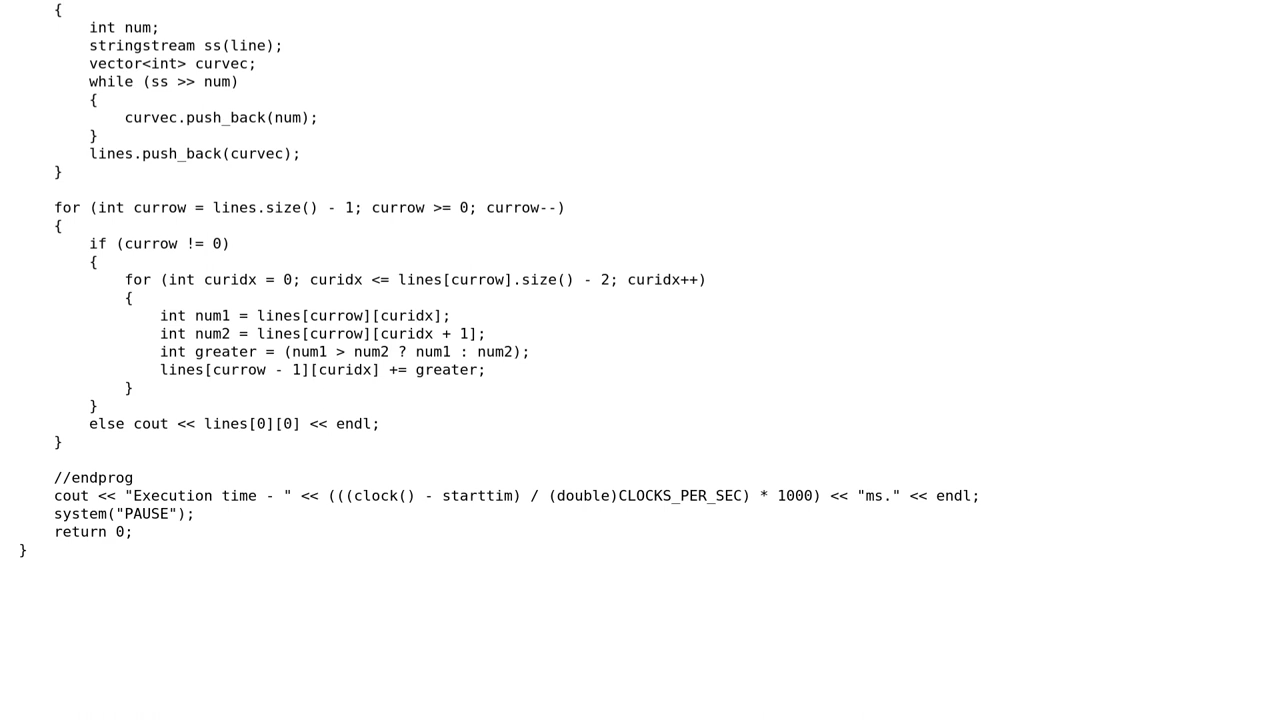 {
int num;
stringstream ss(line);
vector<int> curvec;
while (ss >> num)
{
curvec.push_back(num);
}
lines.push_back(curvec);
}
for (int currow = lines.size() - 1; currow >= 0; currow--)
{
if (currow != 0)
{
for (int curidx = 0; curidx <= lines[currow].size() - 2; curidx++)
{
int num1 = lines[currow][curidx];
int num2 = lines[currow][curidx + 1];
int greater = (num1 > num2 ? num1 : num2);
lines[currow - 1][curidx] += greater;
}
}
else cout << lines[0][0] << endl;
}
//endprog
cout << "Execution time - " << (((clock() - starttim) / (double)CLOCKS_PER_SEC) * 1000) << "ms." << endl;
system("PAUSE");
return 0;
}